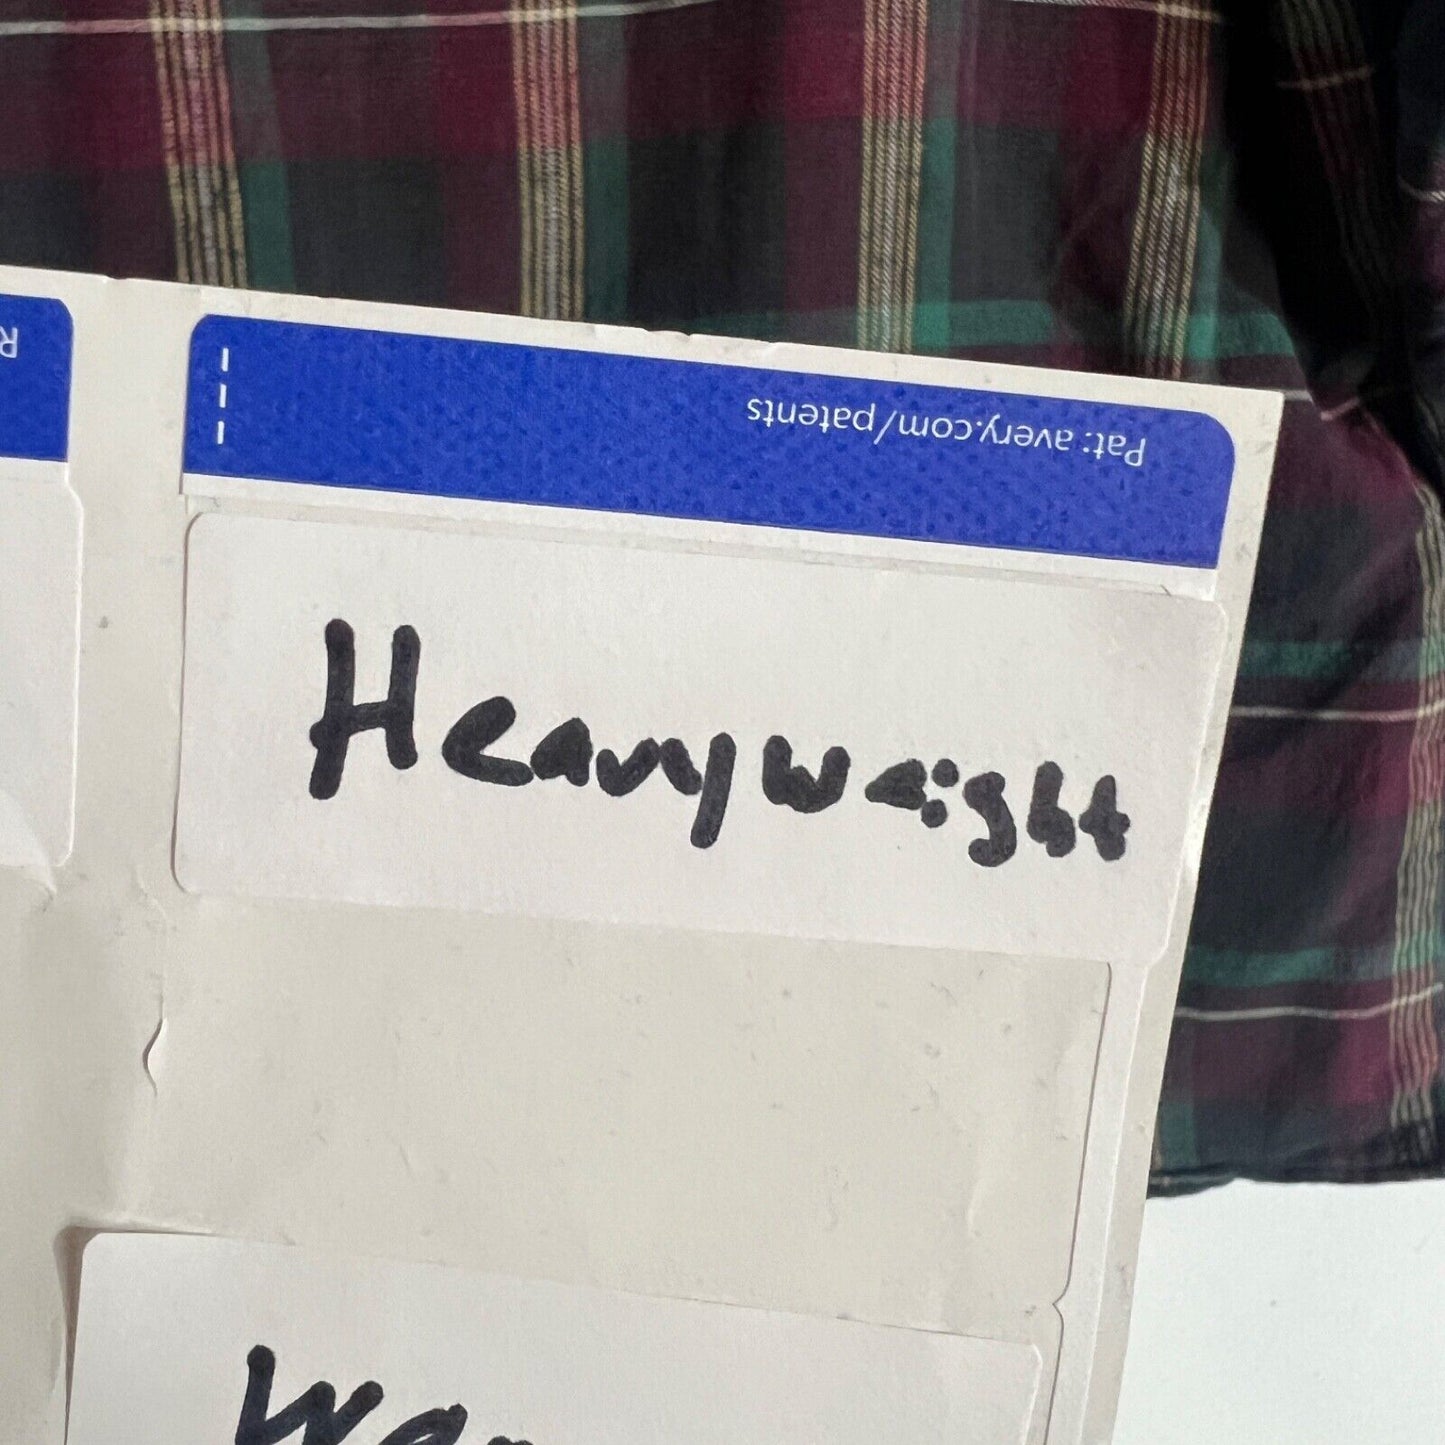 R
Pat: avery.com/patents
Heavyweight